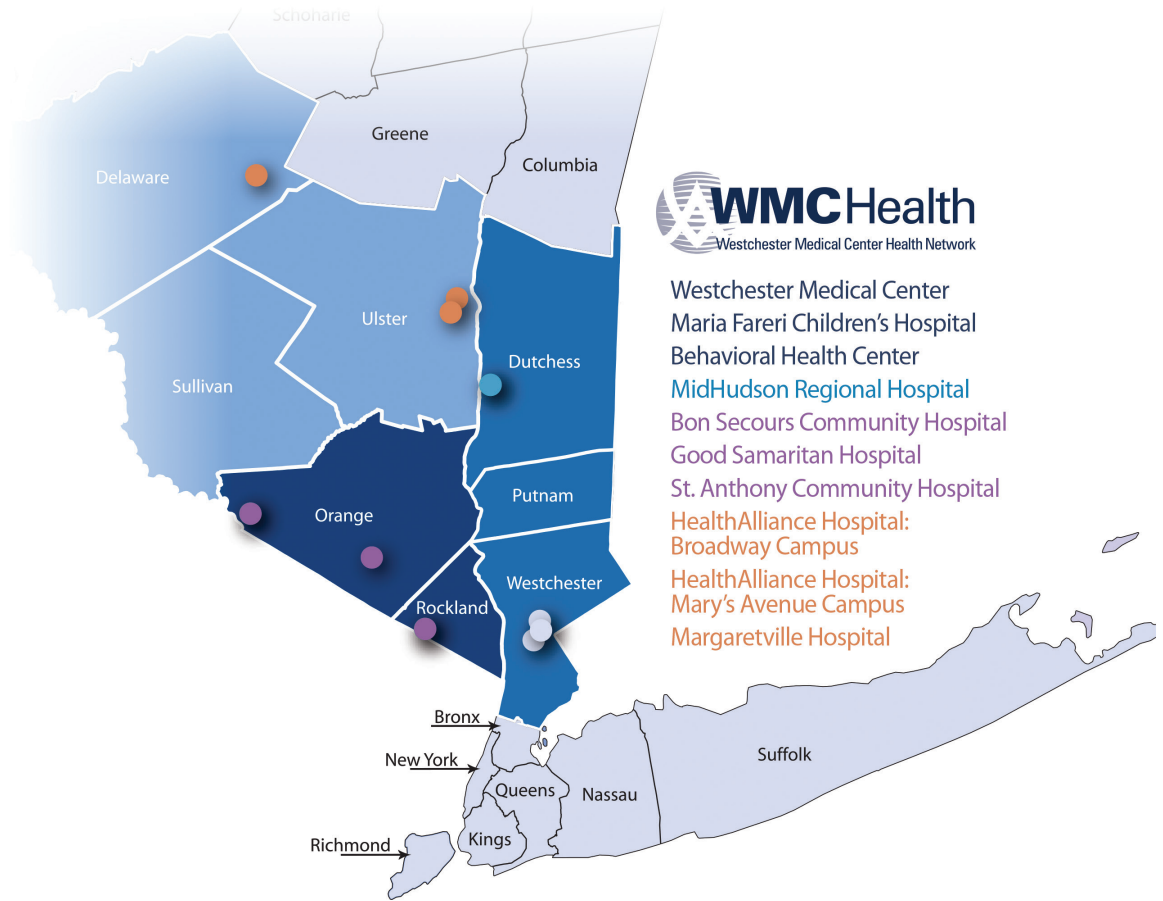 Schoharie
Greene
Columbia
Delaware
Ulster
Dutchess
Sullivan
Putnam
Orange
Westchester
Rockland
Bronx
New York
Queens
Nassau
Suffolk
Kings
Richmond
WMCHealth
Westchester Medical Center Health Network
Westchester Medical Center
Maria Fareri Children's Hospital
Behavioral Health Center
MidHudson Regional Hospital
Bon Secours Community Hospital
Good Samaritan Hospital
St. Anthony Community Hospital
HealthAlliance Hospital:
Broadway Campus
HealthAlliance Hospital:
Mary's Avenue Campus
Margaretville Hospital